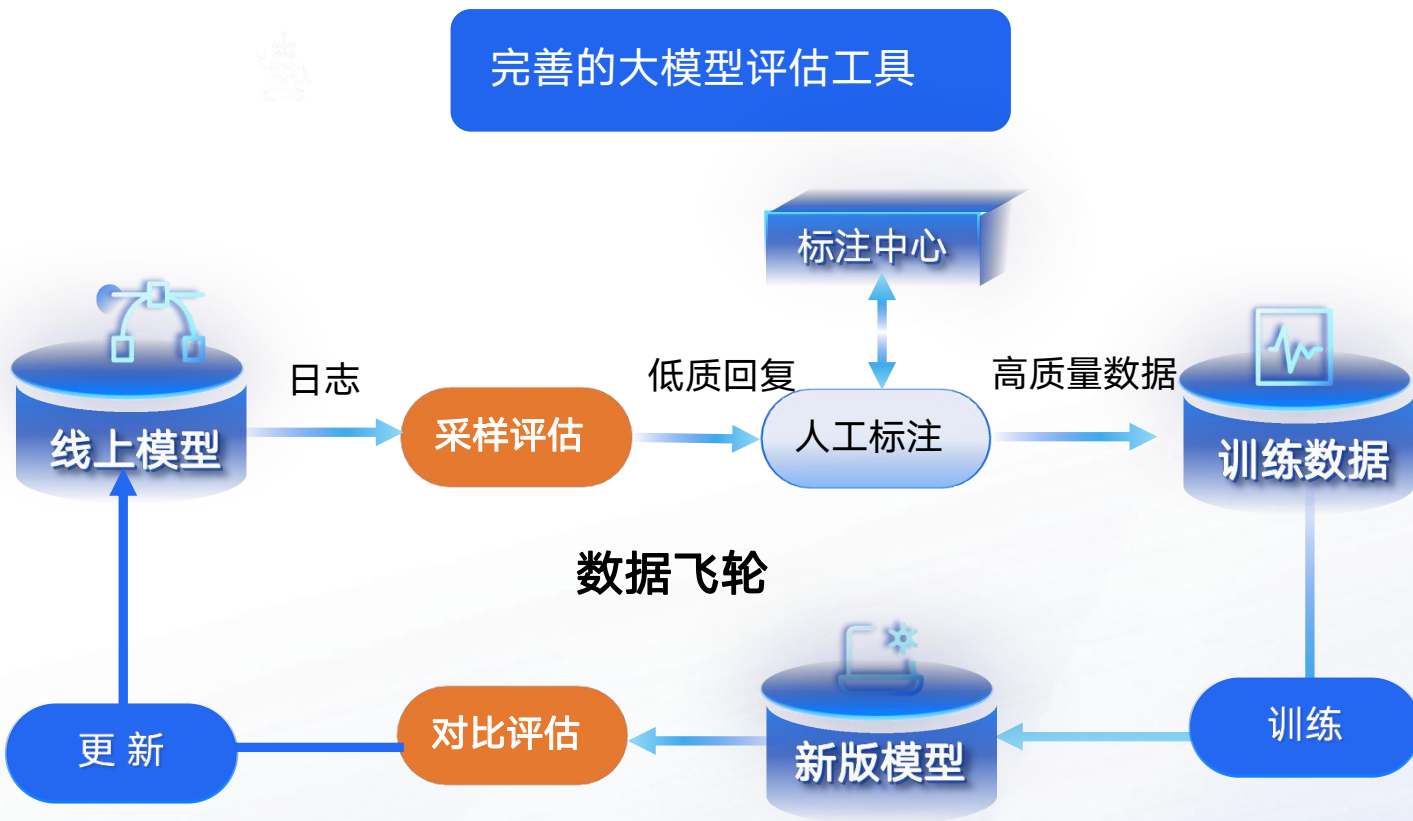 完善的大模型评估工具
标注中心
日志
低质回复
高质量数据
线上模型
采样评估
人工标注
训练数据
数据飞轮
更 新
对比评估
新版模型
训练